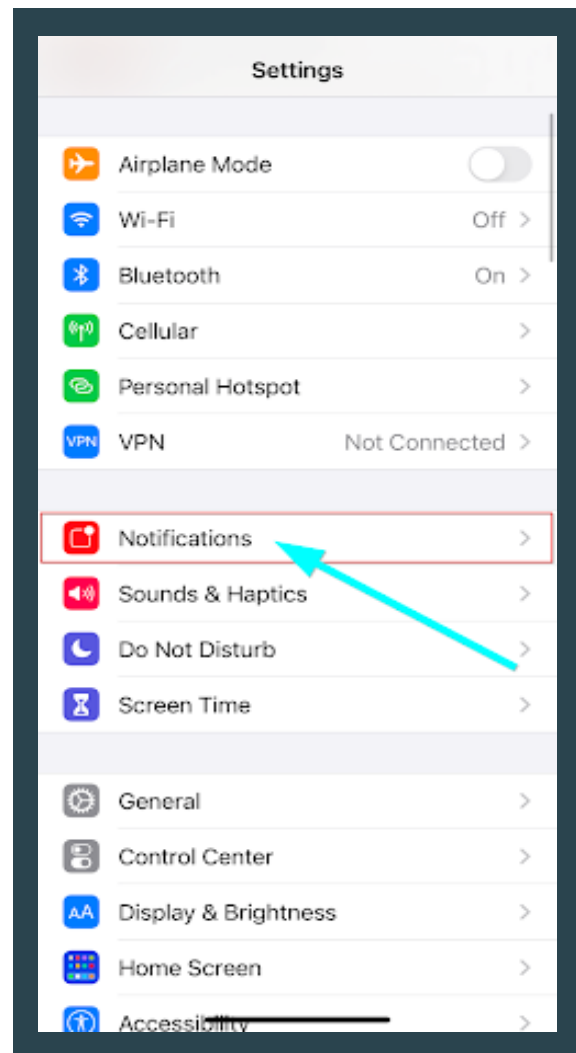 Settings
Airplane Mode
Wi-Fi Off
Bluetooth On
Cellular
Personal Hotspot
VPN VPN Not Connected
Notifications
Sounds & Haptics
Do Not Disturb
Screen Time
General
Control Center
AA Display & Brightness
Home Screen
Accessibility